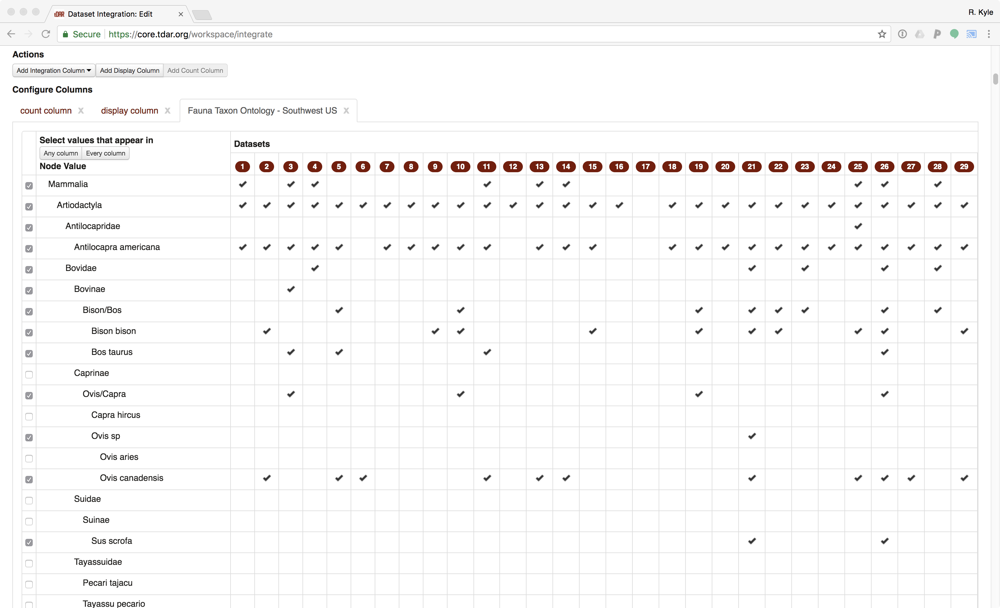 tDAR Dataset Integration: Edit
R. Kyle
Secure https://core.tdar.org/workspace/integrate
Actions
Add Integration Column Add Display Column Add Count Column
Configure Columns
count column x display column x Fauna Taxon Ontology - Southwest US x
Select values that appear in
Datasets
Any column Every column
Node Value 1 2 3 4 5 6 7 8 9 10 11 12 13 14 15 16 17 18 19 20 21 22 23 24 25 26 27 28 29
Mammalia
Artiodactyla
Antilocapridae
Antilocapra americana
Bovidae
Bovinae
Bison/Bos
Bison bison
Bos taurus
Caprinae
Ovis/Capra
Capra hircus
Ovis sp
Ovis aries
Ovis canadensis
Suidae
Suinae
Sus scrofa
Tayassuidae
Pecari tajacu
Tayassu pecario